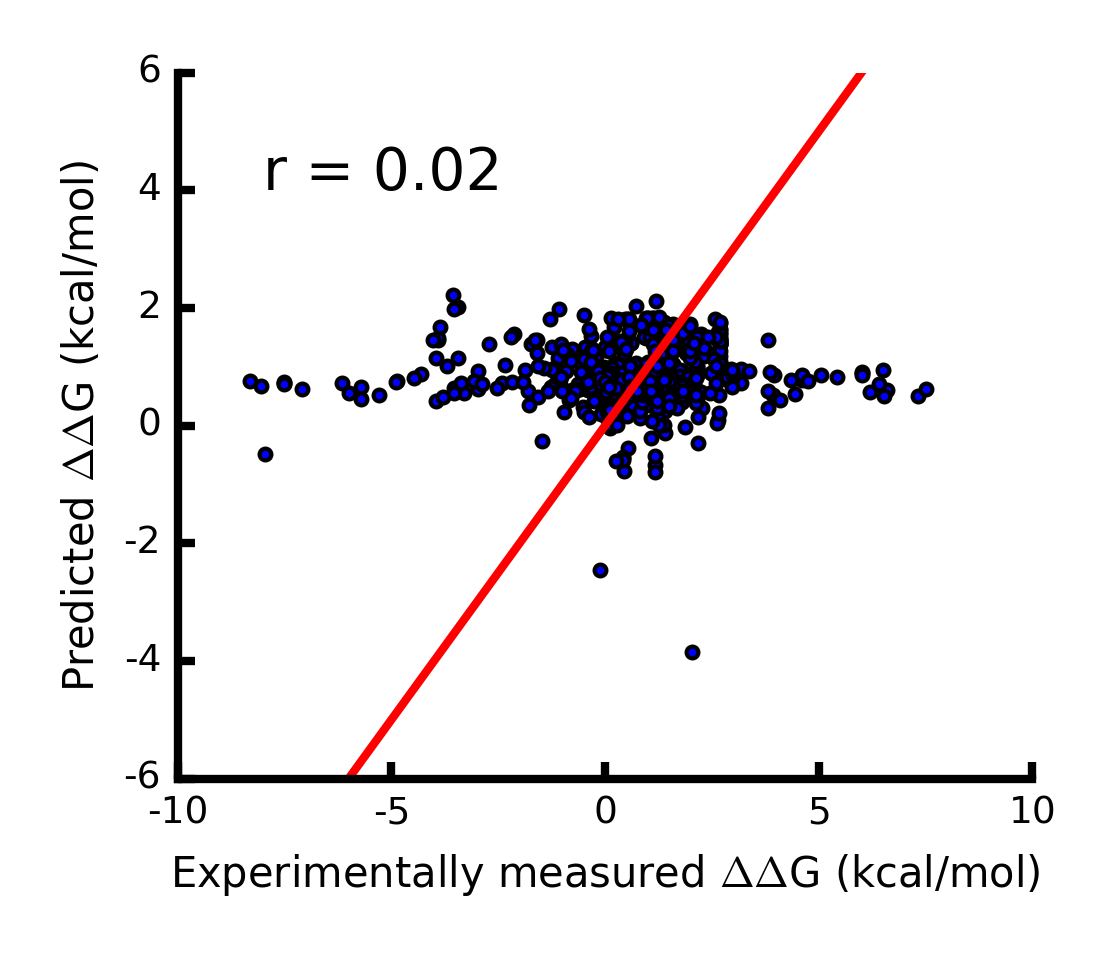 6
r = 0.02
4
2
0
-2
-4
-6
Predicted ΔΔG (kcal/mol)
-10 -5 0 5 10
Experimentally measured ΔΔG (kcal/mol)